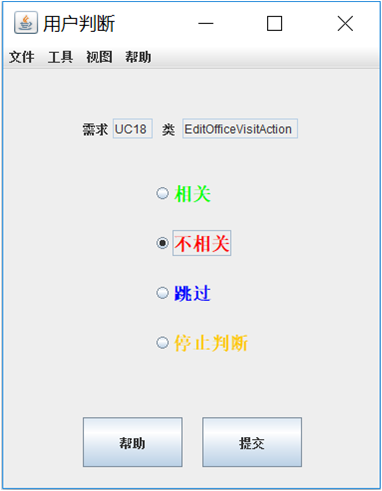 用户判断
文件 工具 视图 帮助
需求 UC18 类 EditOfficeVisitAction
相关
不相关
跳过
停止判断
帮助 提交